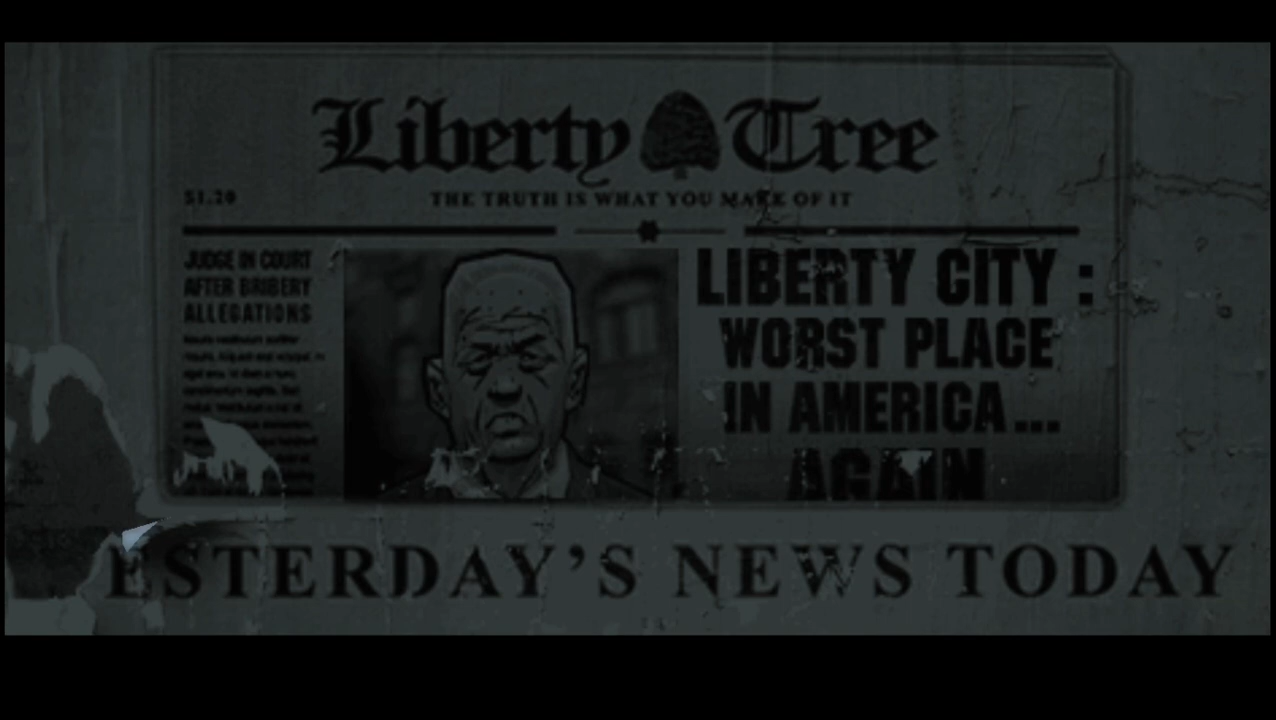 Liberty Tree
$1.20
THE TRUTH IS WHAT YOU MAKE OF IT
JUDGE IN COURT
AFTER BRIBERY
ALLEGATIONS
LIBERTY CITY :
WORST PLACE
IN AMERICA...
AGAIN
YESTERDAY'S NEWS TODAY